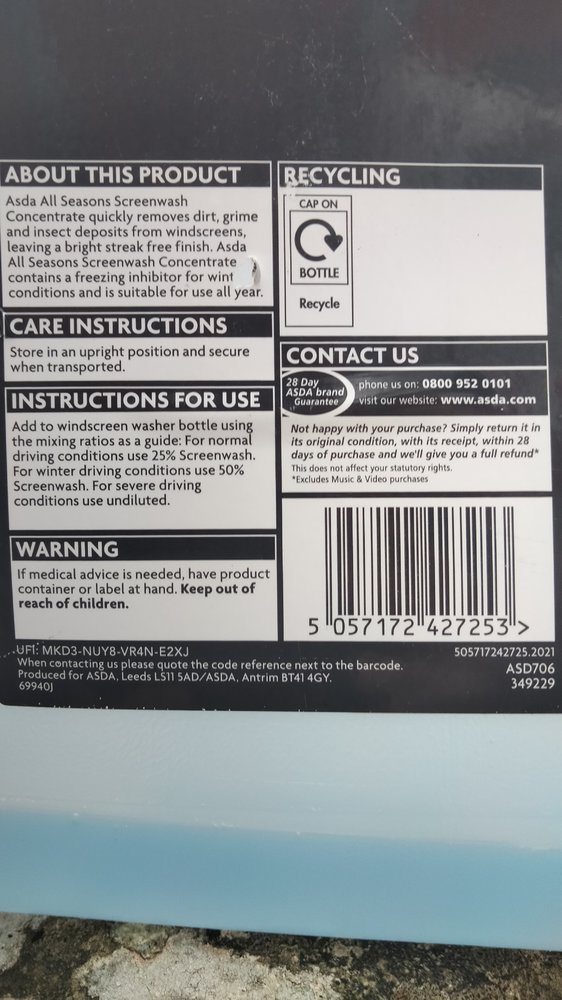 ABOUT THIS PRODUCT
Asda All Seasons Screenwash
Concentrate quickly removes dirt, grime
and insect deposits from windscreens,
leaving a bright streak free finish. Asda
All Seasons Screenwash Concentrate
contains a freezing inhibitor for wint
conditions and is suitable for use all year.
CARE INSTRUCTIONS
Store in an upright position and secure
when transported.
INSTRUCTIONS FOR USE
Add to windscreen washer bottle using
the mixing ratios as a guide: For normal
driving conditions use 25% Screenwash.
For winter driving conditions use 50%
Screenwash. For severe driving
conditions use undiluted.
WARNING
If medical advice is needed, have product
container or label at hand. Keep out of
reach of children.
RECYCLING
CAP ON
BOTTLE
Recycle
CONTACT US
28 Day
ASDA brand
Guarantee
phone us on: 0800 952 0101
visit our website: www.asda.com
Not happy with your purchase? Simply return it in
its original condition, with its receipt, within 28
days of purchase and we'll give you a full refund*
This does not affect your statutory rights.
*Excludes Music & Video purchases
5 057172 427253 >
UFI: MKD3-NUY8-VR4N-E2XJ
When contacting us please quote the code reference next to the barcode.
Produced for ASDA, Leeds LS11 5AD/ASDA, Antrim BT41 4GY.
69940J
505717242725.2021
ASD706
349229